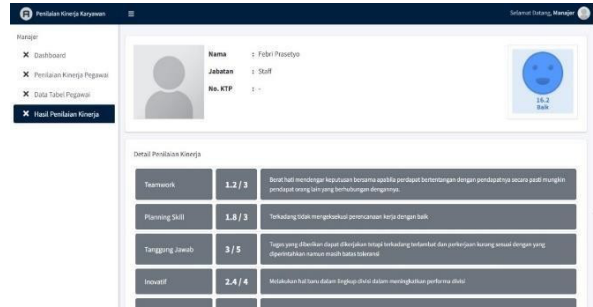 R Penilaian Kinerja Karyawan
Selamat Datang, Manajer
Manajer
Dashboard
Penilaian Kinerja Pegawai
Data Tabel Pegawai
Hasil Penilaian Kinerja
Nama : Febri Prasetyo
Jabatan : Staff
No. KTP : -
16.2
Baik
Detail Penilaian Kinerja
Teamwork 1.2 / 3 Berat hati mendengar keputusan bersama apabila perdapat bertentangan dengan pendapatnya secara pasti mungkin
pendapat orang lain yang berhubungan dengannya.
Planning Skill 1.8 / 3 Terkadang tidak mengeksekusi perencanaan kerja dengan baik
Tanggung Jawab 3 / 5 Tugas yang diberikan dapat dikerjakan tetapi terkadang terlambat dan perkerjaan kurang sesuai dengan yang
diperintahkan namun masih batas toleransi
Inovatif 2.4 / 4 Melakukan hal baru dalam lingkup divisi dalam meningkatkan performa divisi